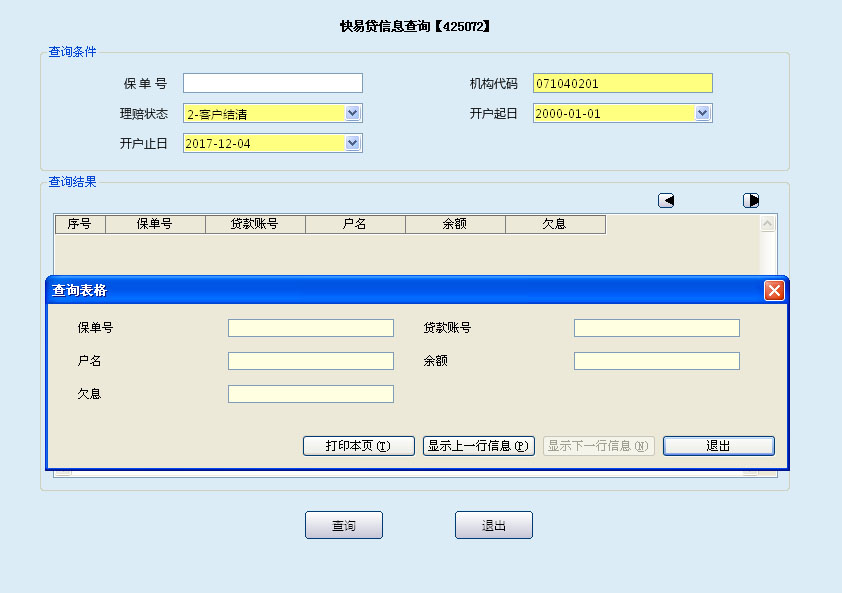 快易贷信息查询【425072】
查询条件
保 单 号
机构代码 071040201
理赔状态 2-客户结清
开户起日 2000-01-01
开户止日 2017-12-04
查询结果
序号 保单号 贷款账号 户名 余额 欠息
查询表格
保单号 贷款账号
户名 余额
欠息
打印本页(T) 显示上一行信息(P) 显示下一行信息(N) 退出
查询 退出